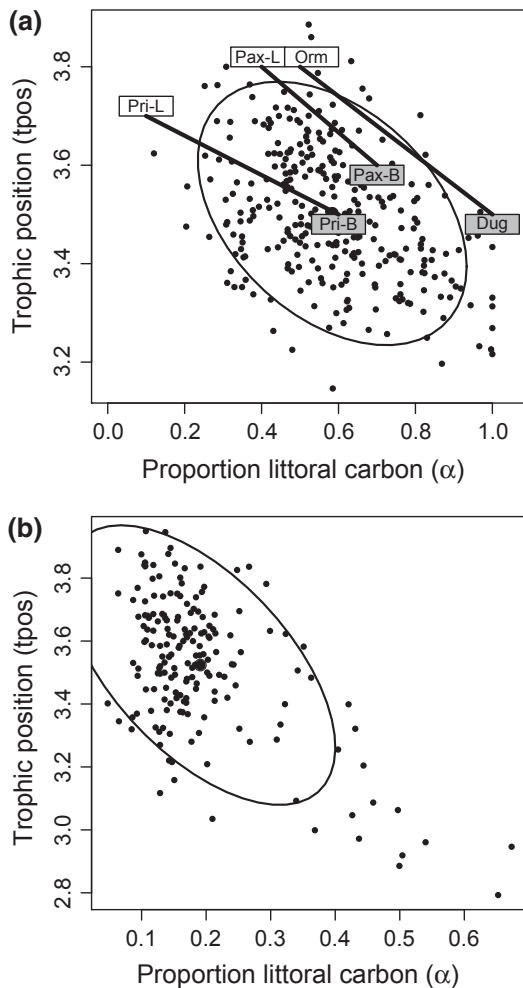 (a)
Trophic position (tpos)
3.8
3.6
3.4
3.2
Pax-L Orm
Pri-L
Pax-B
Pri-B
Dug
0.0 0.2 0.4 0.6 0.8 1.0
Proportion littoral carbon (α)
(b)
Trophic position (tpos)
3.8
3.6
3.4
3.2
3.0
2.8
0.1 0.2 0.3 0.4 0.5 0.6
Proportion littoral carbon (α)